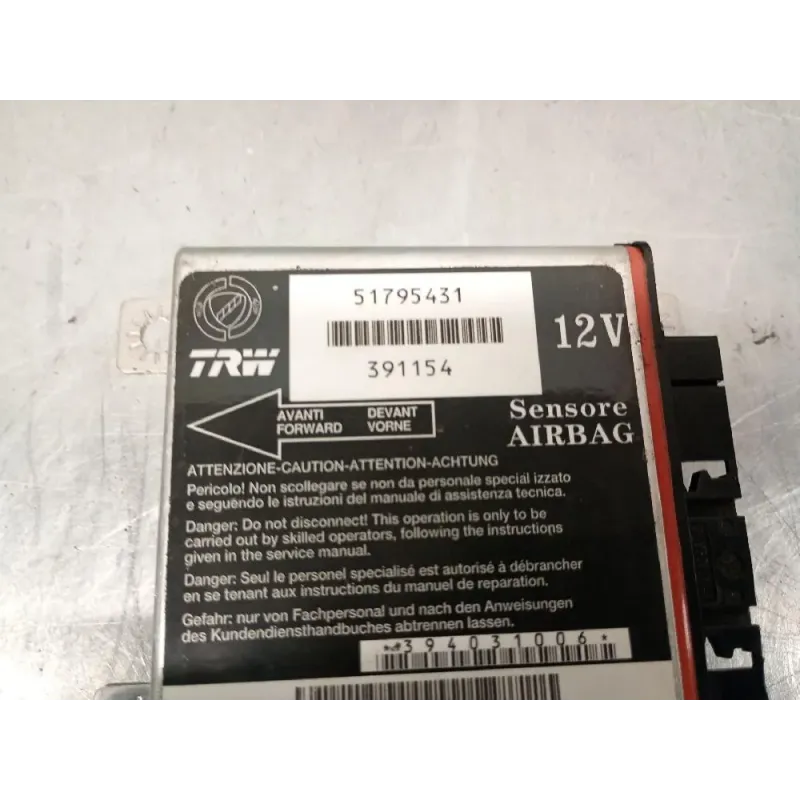 51795431
12V
TRW
391154
AVANTI DEVANT
FORWARD VORNE
Sensore
AIRBAG
ATTENZIONE-CAUTION-ATTENTION-ACHTUNG
Pericolo! Non scollegare se non da personale special izzato
e seguendo le istruzioni del manuale di assistenza tecnica.
Danger: Do not disconnect! This operation is only to be
carried out by skilled operators, following the instructions
given in the service manual.
Danger: Seul le personel specialisé est autorisé à débrancher
en se tenant aux instructions du manuel de reparation.
Gefahr: nur von Fachpersonal und nach den Anweisungen
des Kundendiensthandbuches abtrennen lassen.
*394031006*